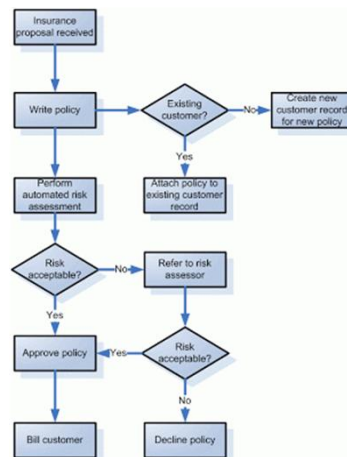 Insurance
proposal received
Write policy
Existing
customer?
No
Create new
customer record
for new policy
Yes
Perform
automated risk
assessment
Attach policy to
existing customer
record
Risk
acceptable?
No
Refer to risk
assessor
Yes
Approve policy
Yes
Risk
acceptable?
No
Bill customer
Decline policy